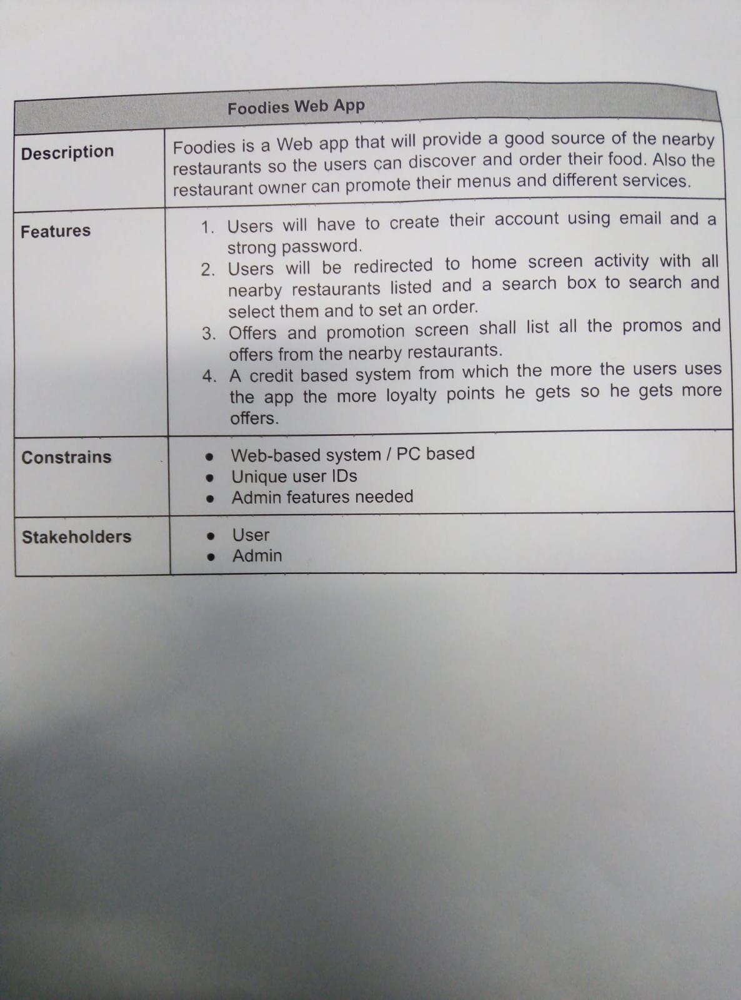 Foodies Web App
Description
Foodies is a Web app that will provide a good source of the nearby
restaurants so the users can discover and order their food. Also the
restaurant owner can promote their menus and different services.
Features
1. Users will have to create their account using email and a
strong password.
2. Users will be redirected to home screen activity with all
nearby restaurants listed and a search box to search and
select them and to set an order.
3. Offers and promotion screen shall list all the promos and
offers from the nearby restaurants.
4. A credit based system from which the more the users uses
the app the more loyalty points he gets so he gets more
offers.
Constrains
● Web-based system / PC based
● Unique user IDs
● Admin features needed
Stakeholders
● User
● Admin